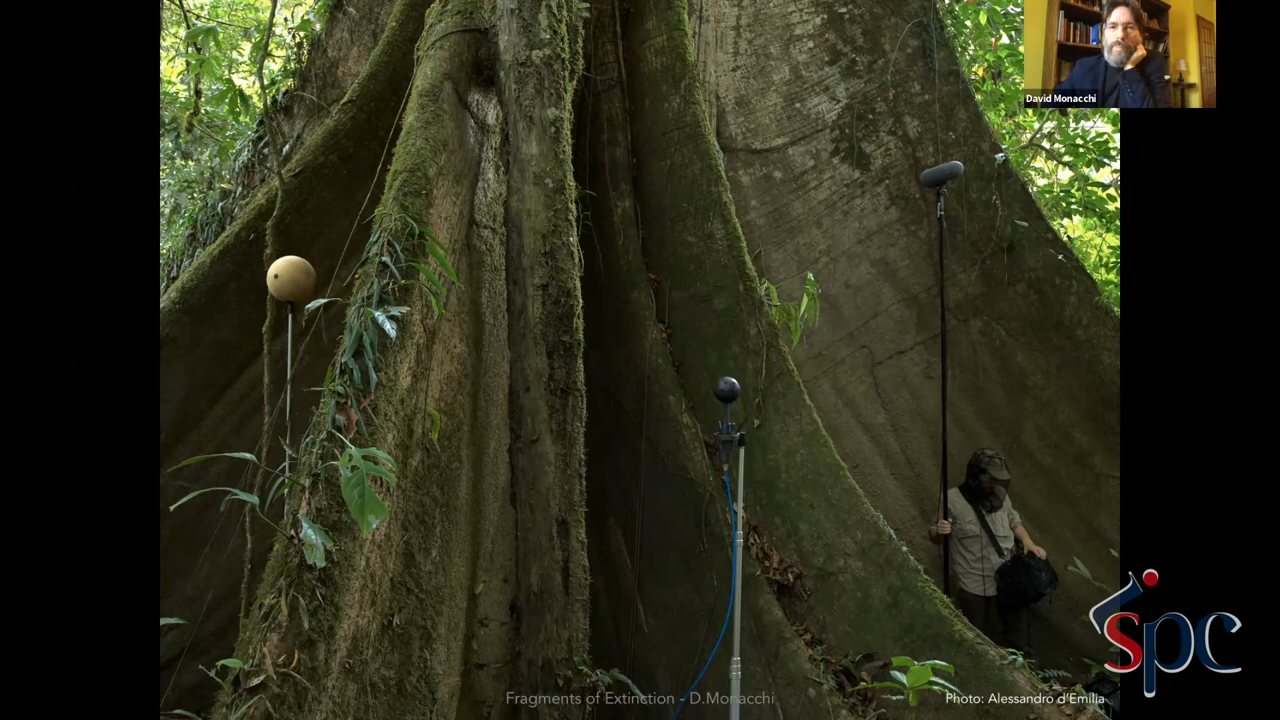 David Monacchi
spc
Fragments of Extinction - D.Monacchi
Photo: Alessandro d'Emilia